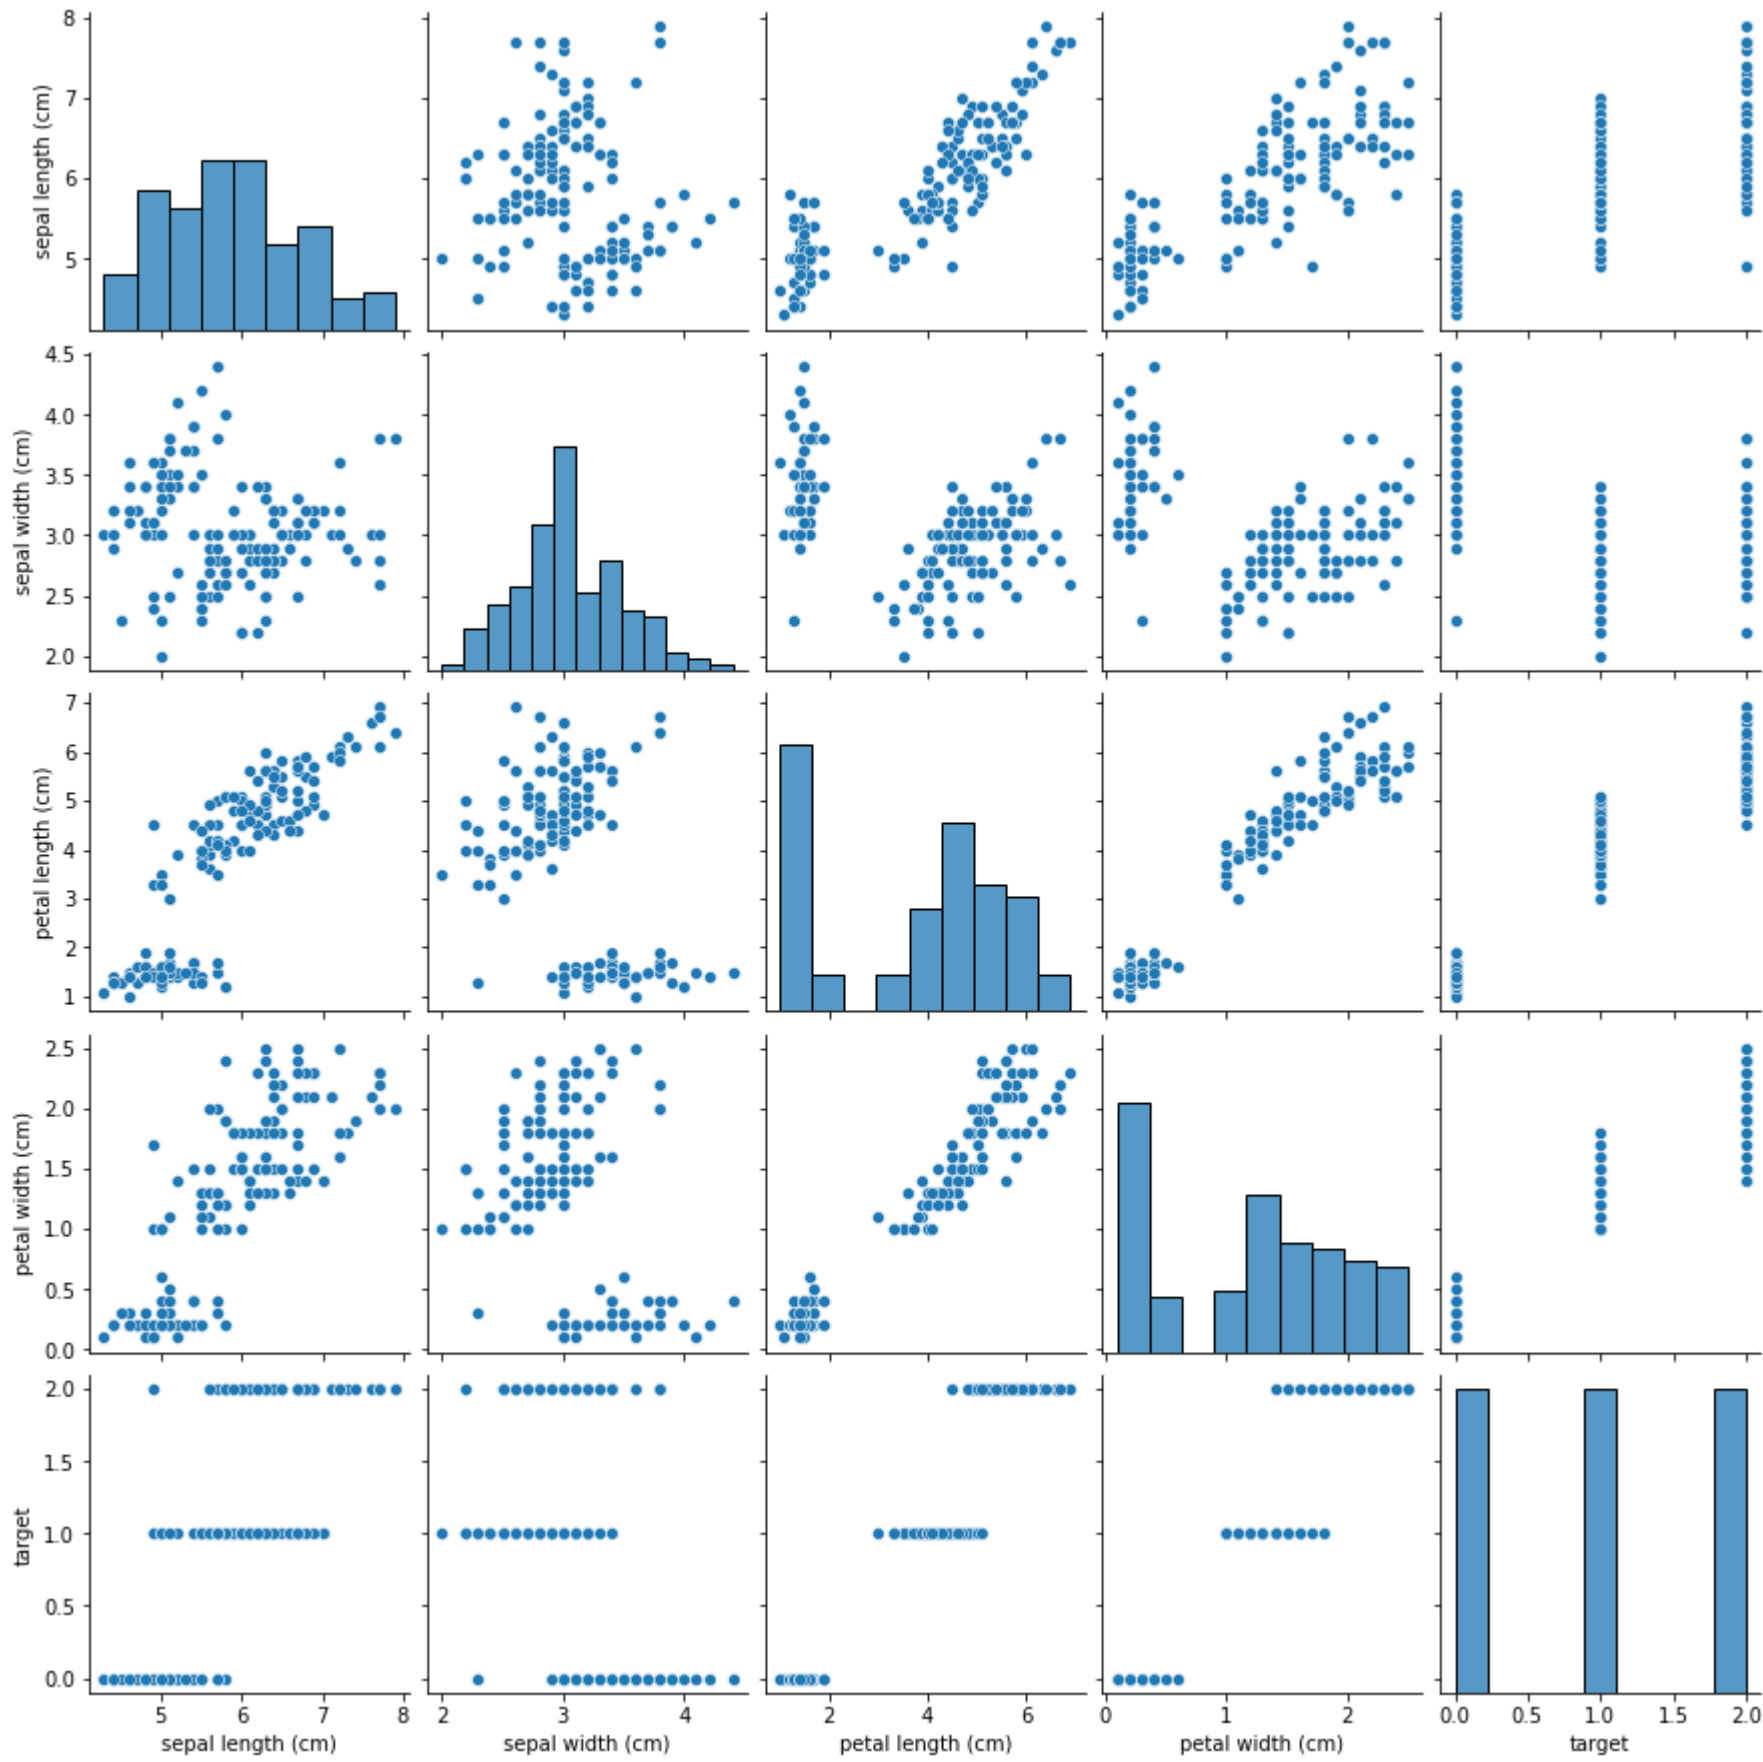 8
7
6
5
sepal length (cm)
4.5
4.0
3.5
3.0
2.5
2.0
sepal width (cm)
7
6
5
4
3
2
1
petal length (cm)
2.5
2.0
1.5
1.0
0.5
0.0
petal width (cm)
2.0
1.5
1.0
0.5
0.0
target
5 6 7 8
sepal length (cm)
2 3 4
sepal width (cm)
2 4 6
petal length (cm)
0 1 2
petal width (cm)
0.0 0.5 1.0 1.5 2.0
target